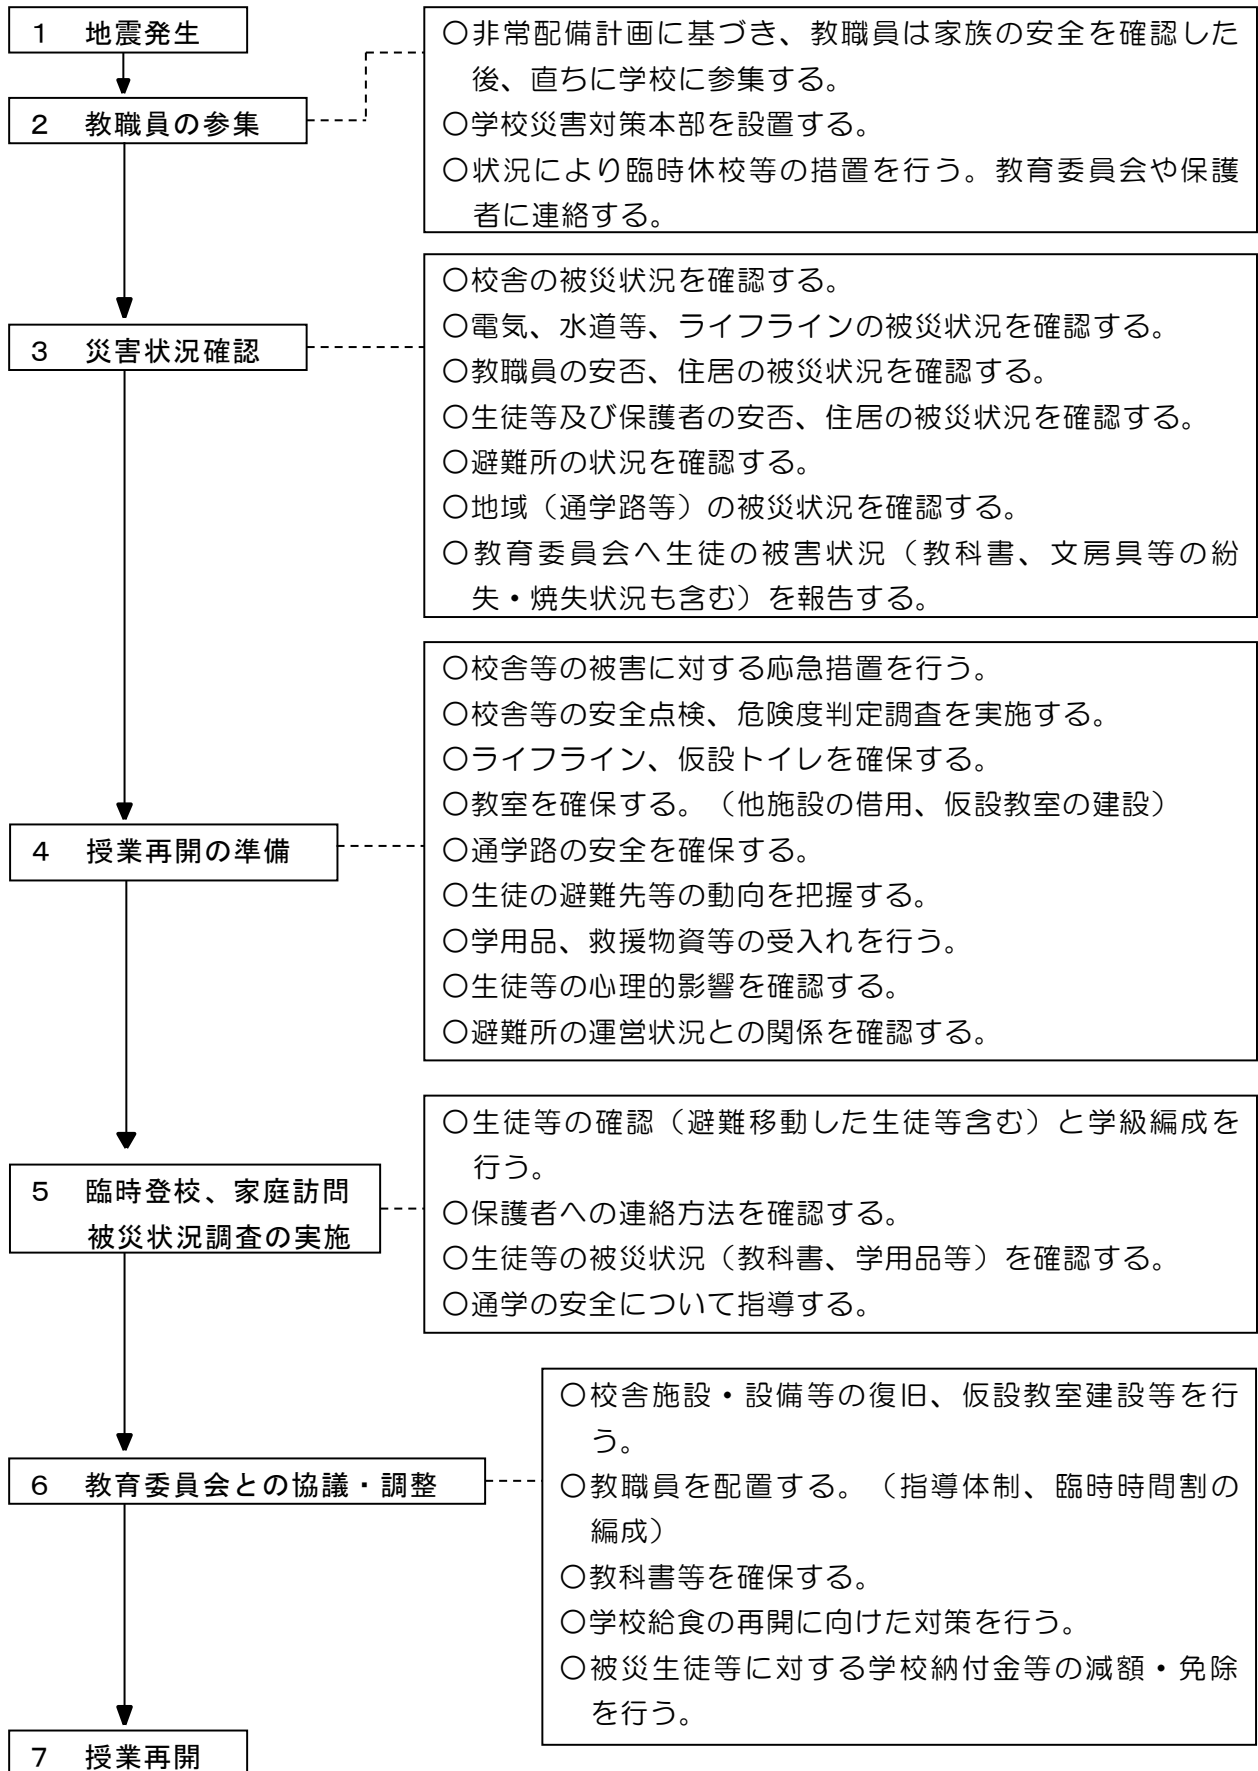 1　地震発生
〇非常配備計画に基づき、教職員は家族の安全を確認した
後、直ちに学校に参集する。
〇学校災害対策本部を設置する。
〇状況により臨時休校等の措置を行う。教育委員会や保護
者に連絡する。
2　教職員の参集
〇校舎の被災状況を確認する。
〇電気、水道等、ライフラインの被災状況を確認する。
〇教職員の安否、住居の被災状況を確認する。
〇生徒等及び保護者の安否、住居の被災状況を確認する。
〇避難所の状況を確認する。
〇地域（通学路等）の被災状況を確認する。
〇教育委員会へ生徒の被害状況（教科書、文房具等の紛
失・焼失状況も含む）を報告する。
3　災害状況確認
〇校舎等の被害に対する応急措置を行う。
〇校舎等の安全点検、危険度判定調査を実施する。
〇ライフライン、仮設トイレを確保する。
〇教室を確保する。（他施設の借用、仮設教室の建設）
〇通学路の安全を確保する。
〇生徒の避難先等の動向を把握する。
〇学用品、救援物資等の受入れを行う。
〇生徒等の心理的影響を確認する。
〇避難所の運営状況との関係を確認する。
4　授業再開の準備
〇生徒等の確認（避難移動した生徒等含む）と学級編成を
行う。
〇保護者への連絡方法を確認する。
〇生徒等の被災状況（教科書、学用品等）を確認する。
〇通学の安全について指導する。
5　臨時登校、家庭訪問
被災状況調査の実施
〇校舎施設・設備等の復旧、仮設教室建設等を行
う。
〇教職員を配置する。（指導体制、臨時時間割の
編成）
〇教科書等を確保する。
〇学校給食の再開に向けた対策を行う。
〇被災生徒等に対する学校納付金等の減額・免除
を行う。
6　教育委員会との協議・調整
7　授業再開